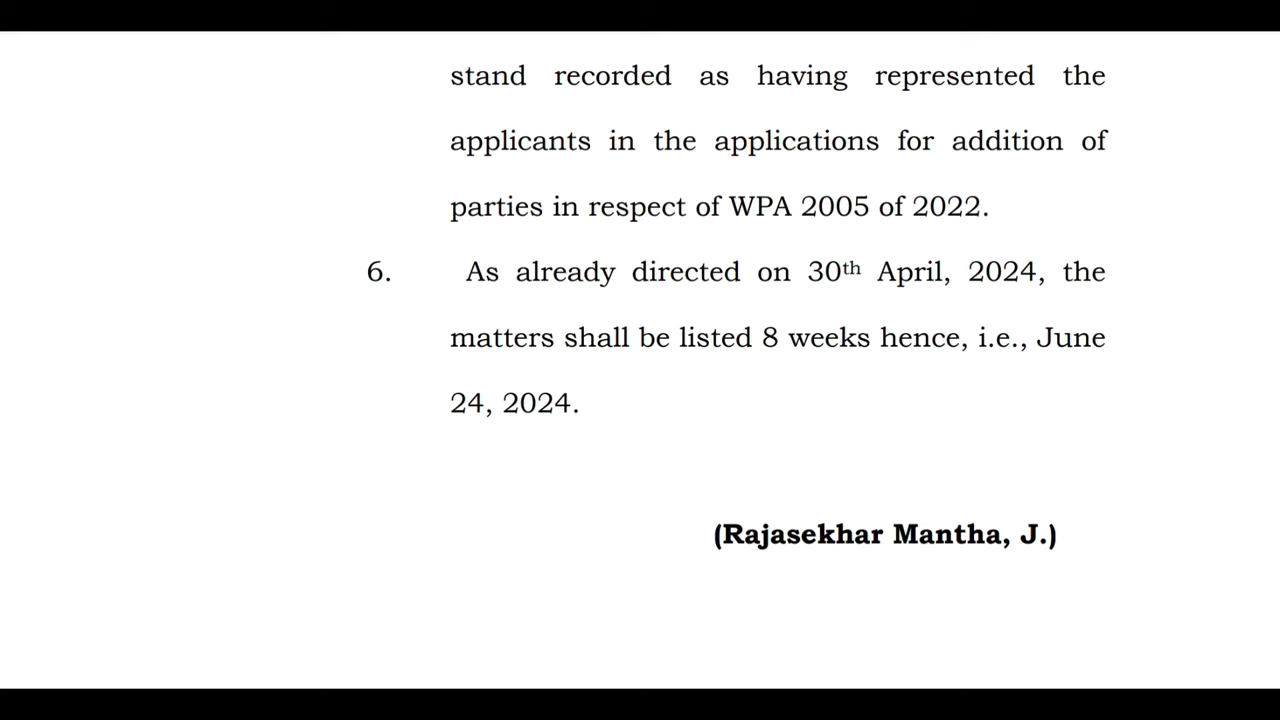 stand recorded as having represented the
applicants in the applications for addition of
parties in respect of WPA 2005 of 2022.
6. As already directed on 30th April, 2024, the
matters shall be listed 8 weeks hence, i.e., June
24, 2024.
(Rajasekhar Mantha, J.)